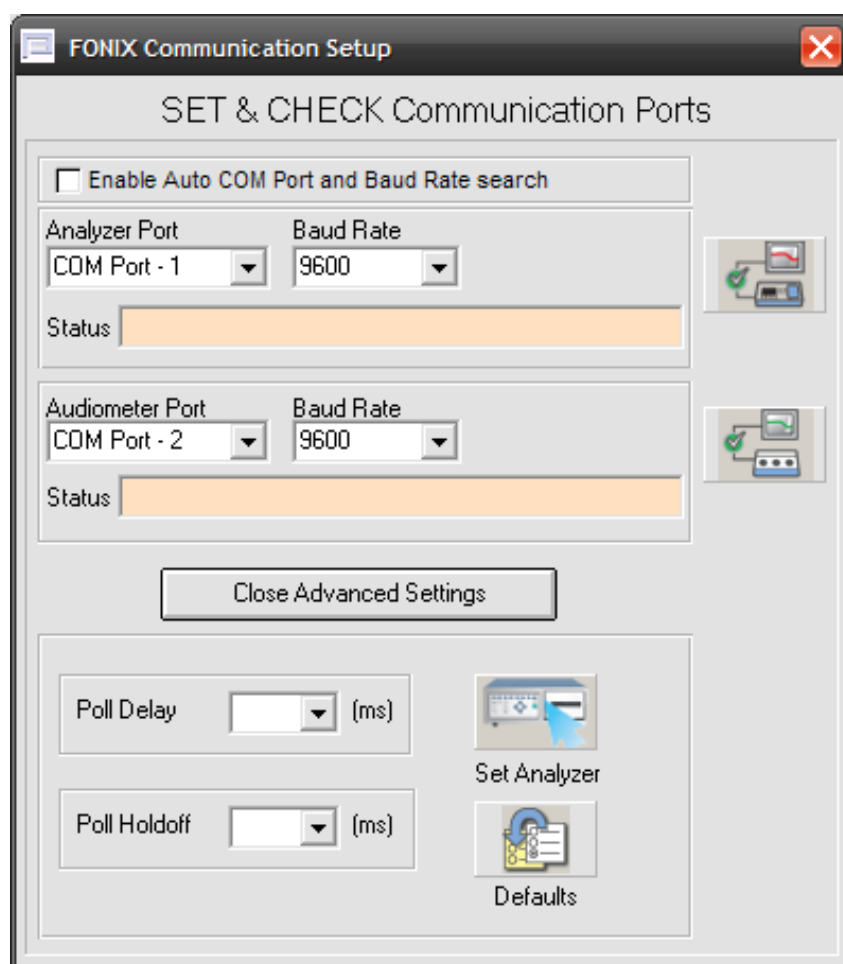 FONIX Communication Setup
SET & CHECK Communication Ports
Enable Auto COM Port and Baud Rate search
Analyzer Port Baud Rate
COM Port - 1 9600
Status
Audiometer Port Baud Rate
COM Port - 2 9600
Status
Close Advanced Settings
Poll Delay (ms)
Set Analyzer
Poll Holdoff (ms)
Defaults